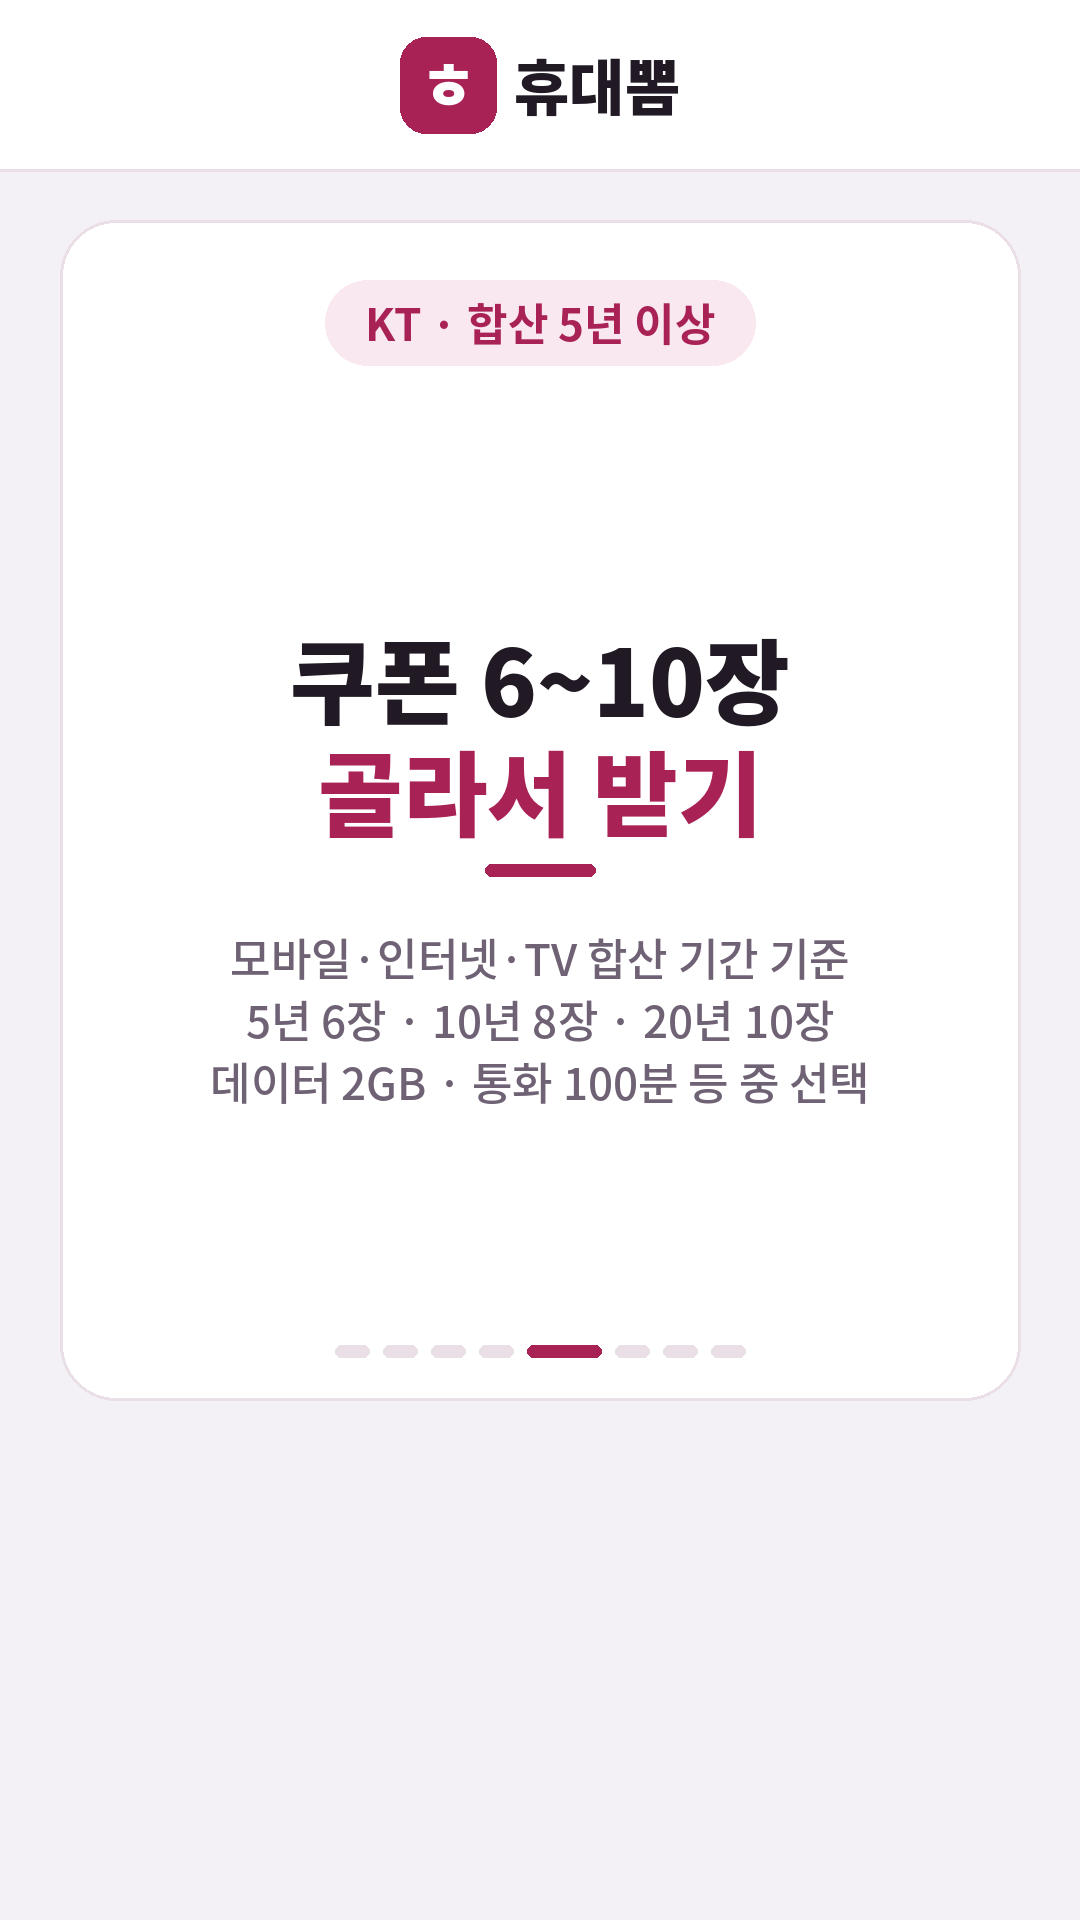 ㅎ 휴대뽐
KT · 합산 5년 이상
쿠폰 6~10장
골라서 받기
모바일·인터넷·TV 합산 기간 기준
5년 6장 · 10년 8장 · 20년 10장
데이터 2GB · 통화 100분 등 중 선택